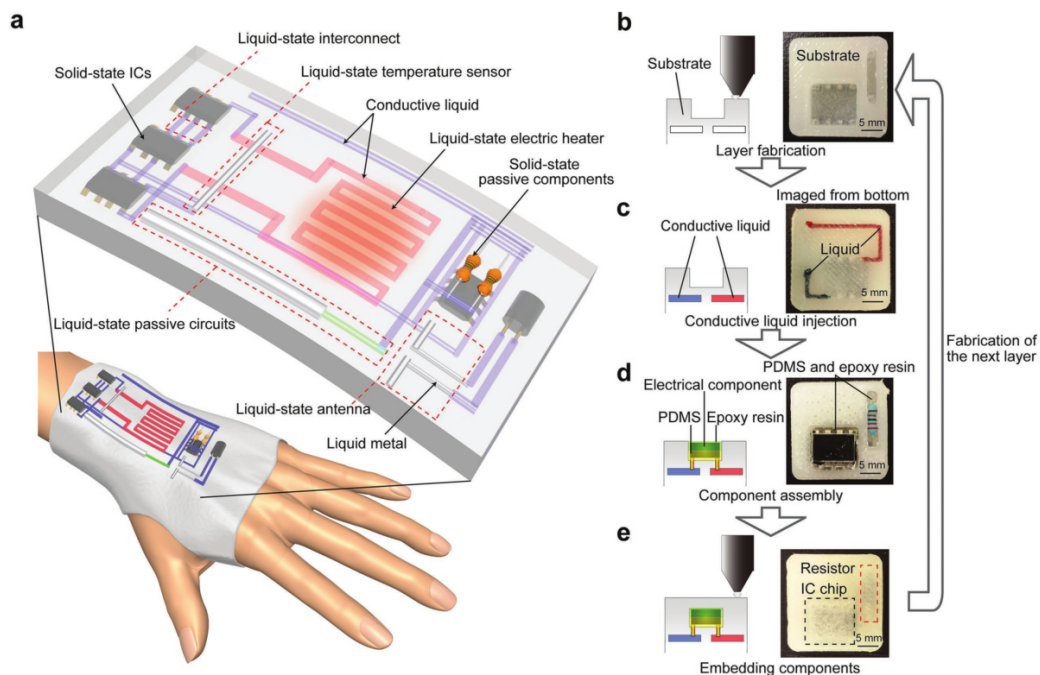 a
Liquid-state interconnect
Solid-state ICs
Liquid-state temperature sensor
Conductive liquid
Liquid-state electric heater
Solid-state
passive components
Liquid-state passive circuits
Liquid-state antenna
Liquid metal
b
Substrate
Substrate
5 mm
Layer fabrication
Imaged from bottom
c
Conductive liquid
Liquid
5 mm
Conductive liquid injection
PDMS and epoxy resin
d
Electrical component
PDMS Epoxy resin
5 mm
Component assembly
e
Resistor
IC chip
5 mm
Embedding components
Fabrication of
the next layer